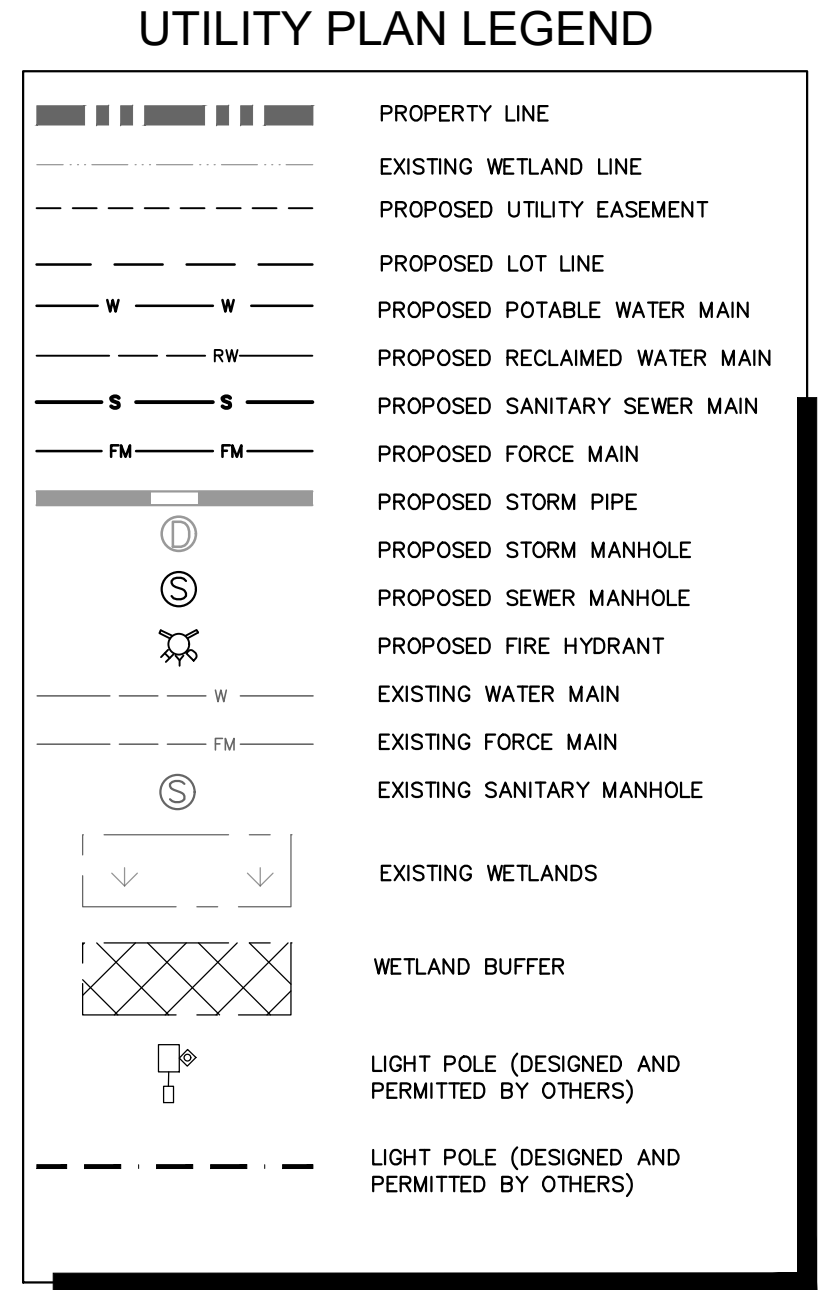 UTILITY PLAN LEGEND
PROPERTY LINE
EXISTING WETLAND LINE
PROPOSED UTILITY EASEMENT
PROPOSED LOT LINE
W W PROPOSED POTABLE WATER MAIN
RW PROPOSED RECLAIMED WATER MAIN
S S PROPOSED SANITARY SEWER MAIN
FM FM PROPOSED FORCE MAIN
PROPOSED STORM PIPE
D PROPOSED STORM MANHOLE
S PROPOSED SEWER MANHOLE
PROPOSED FIRE HYDRANT
W EXISTING WATER MAIN
FM EXISTING FORCE MAIN
S EXISTING SANITARY MANHOLE
EXISTING WETLANDS
WETLAND BUFFER
LIGHT POLE (DESIGNED AND
PERMITTED BY OTHERS)
LIGHT POLE (DESIGNED AND
PERMITTED BY OTHERS)